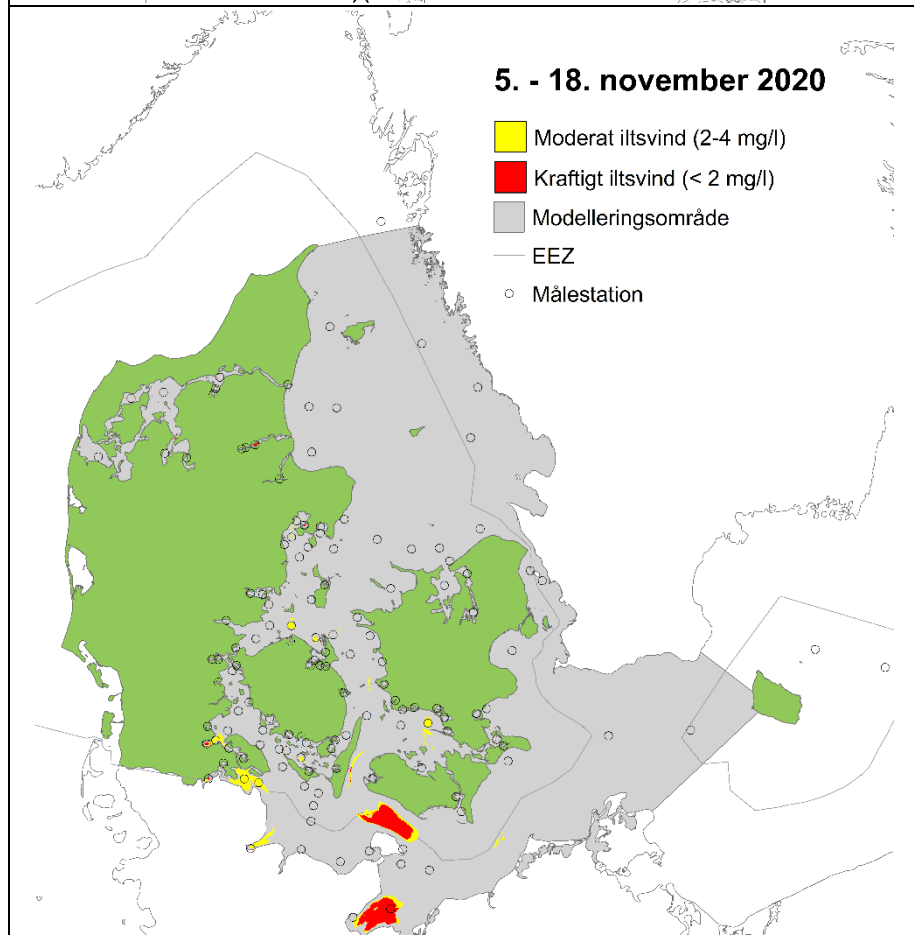 5. - 18. november 2020
Moderat iltsvind (2-4 mg/l)
Kraftigt iltsvind (< 2 mg/l)
Modelleringsområde
EEZ
Målestation